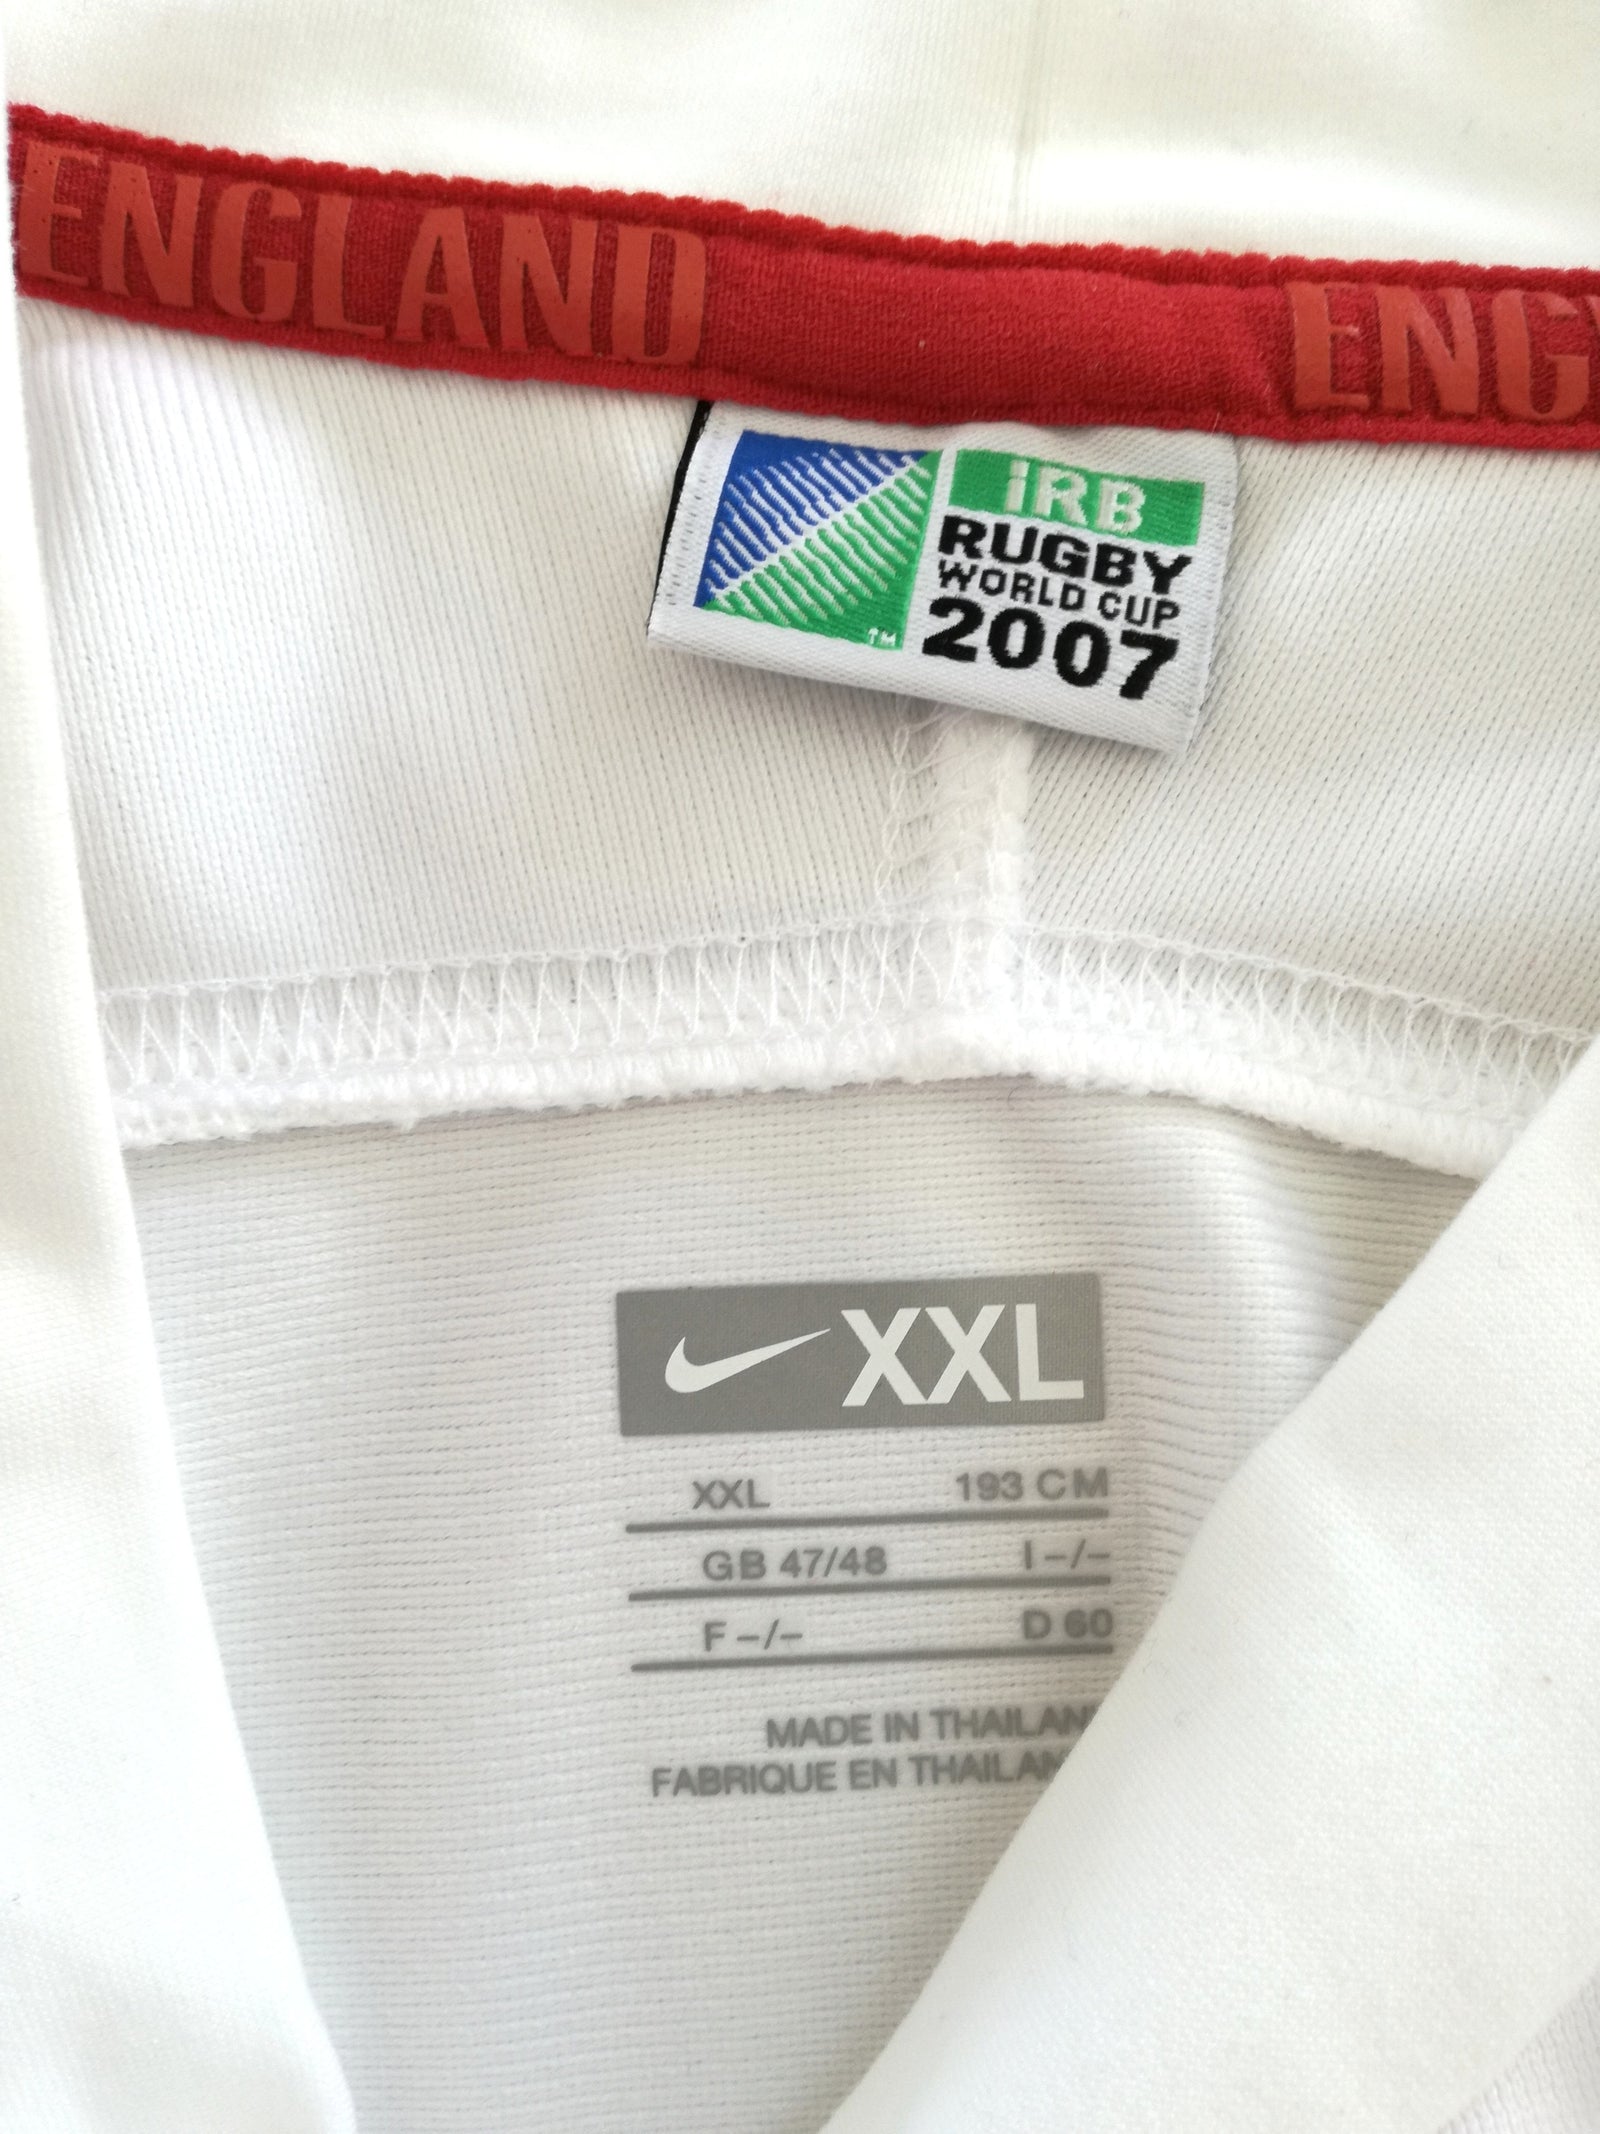 ENGLAND ENG
iRB
RUGBY
WORLD CUP
2007
TM
XXL
XXL 193 CM
GB 47/48 I –/–
F –/– D 60
MADE IN THAILAN
FABRIQUE EN THAILAN